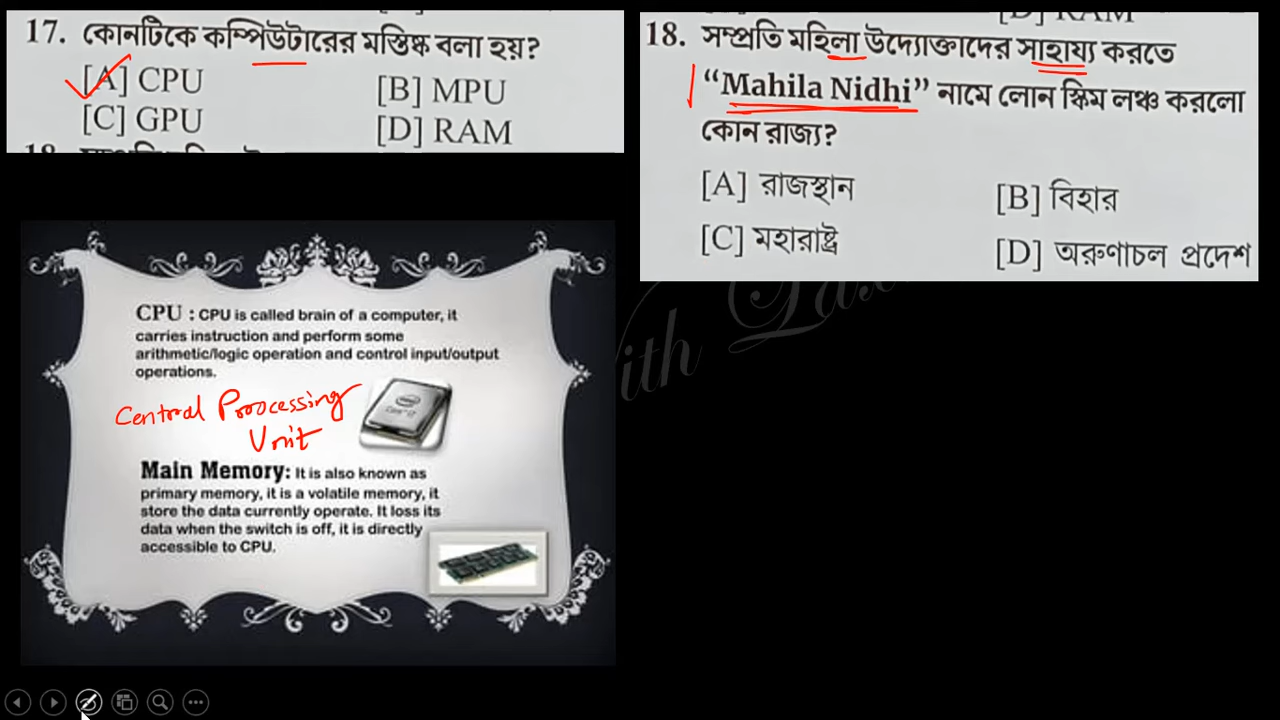 17. কোনটিকে কম্পিউটারের মস্তিষ্ক বলা হয়?
[A] CPU [B] MPU
[C] GPU [D] RAM
[D] RAM
18. সম্প্রতি মহিলা উদ্যোক্তাদের সাহায্য করতে
“Mahila Nidhi” নামে লোন স্কিম লঞ্চ করলো
কোন রাজ্য?
[A] রাজস্থান [B] বিহার
[C] মহারাষ্ট্র [D] অরুণাচল প্রদেশ
CPU : CPU is called brain of a computer, it
carries instruction and perform some
arithmetic/logic operation and control input/output
operations.
Central Processing
Unit
intel
Main Memory: It is also known as
primary memory, it is a volatile memory, it
store the data currently operate. It loss its
data when the switch is off, it is directly
accessible to CPU.
ith